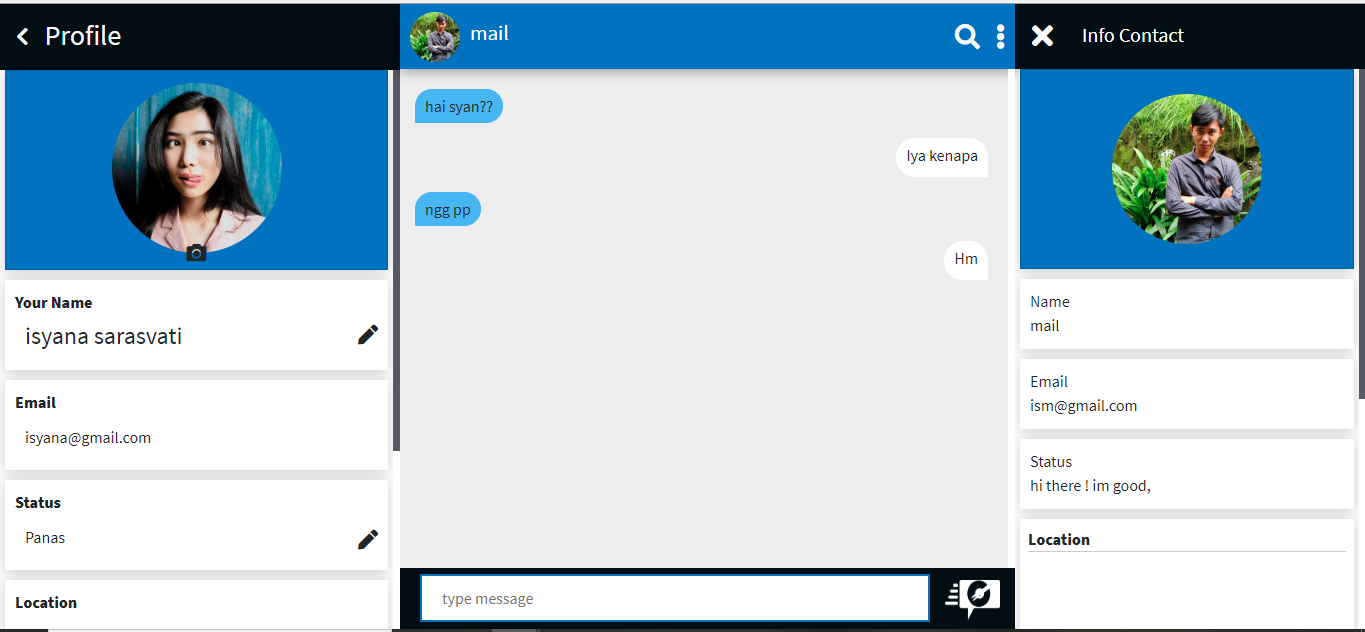 Profile
Your Name
isyana sarasvati
Email
isyana@gmail.com
Status
Panas
Location
mail
hai syan??
Iya kenapa
ngg pp
Hm
type message
Info Contact
Name
mail
Email
ism@gmail.com
Status
hi there ! im good,
Location